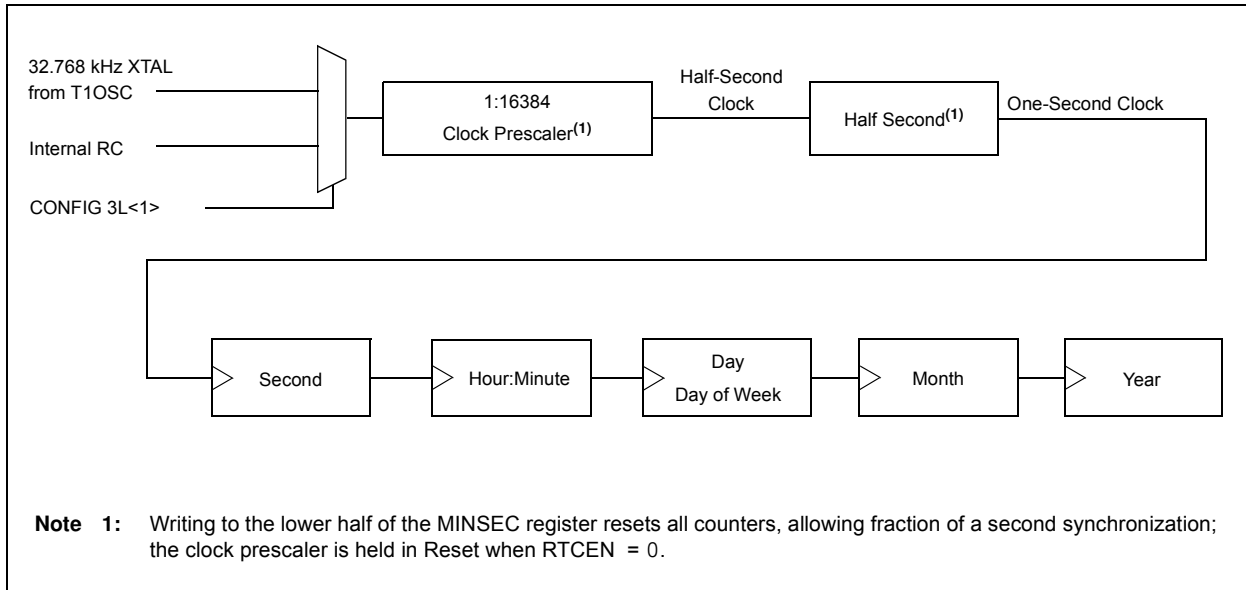 32.768 kHz XTAL
from T1OSC
Internal RC
CONFIG 3L<1>
1:16384
Clock Prescaler(1)
Half-Second
Clock
Half Second(1)
One-Second Clock
Second
Hour:Minute
Day
Day of Week
Month
Year
Note 1: Writing to the lower half of the MINSEC register resets all counters, allowing fraction of a second synchronization;
the clock prescaler is held in Reset when RTCEN = 0.